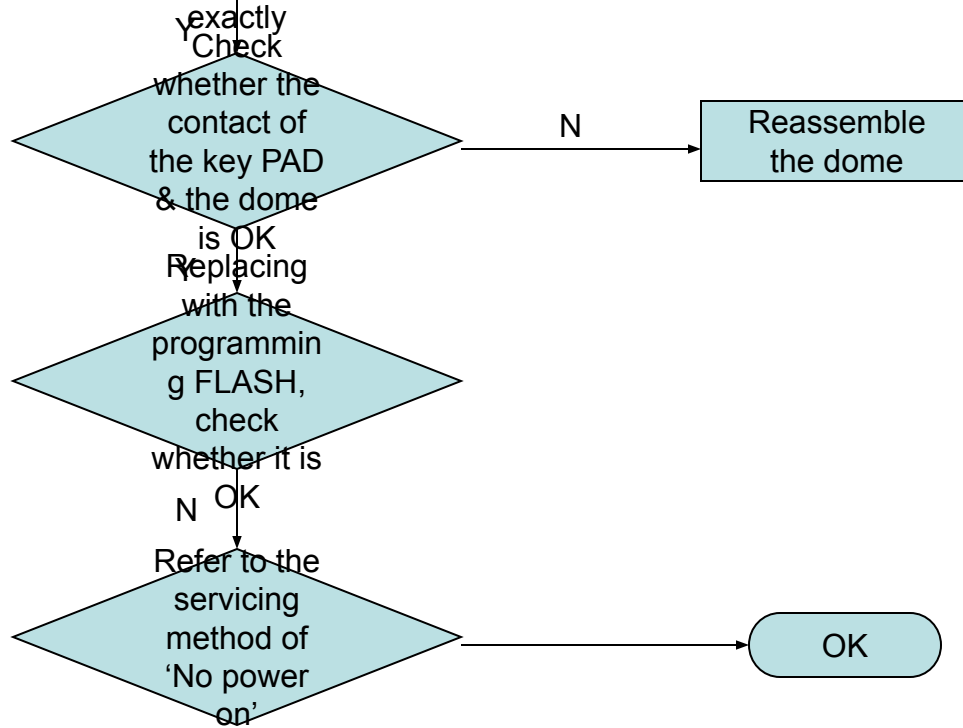 exactly
Y
Check
whether the
contact of
the key PAD
& the dome
is OK
N
Reassemble
the dome
Y
Replacing
with the
programmin
g FLASH,
check
whether it is
OK
N
Refer to the
servicing
method of
‘No power
on’
OK